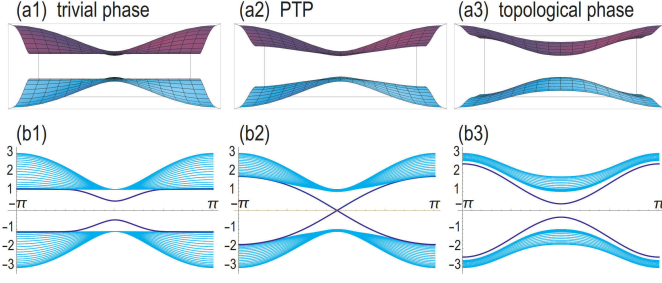 (a1) trivial phase
(a2) PTP
(a3) topological phase
(b1)
3
2
1
−π
π
−1
−2
−3
(b2)
3
2
1
−π
π
−1
−2
−3
(b3)
3
2
1
−π
π
−1
−2
−3